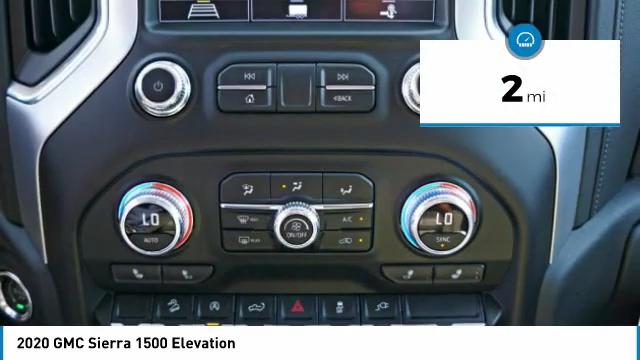 2 mi
BACK
LO
AUTO
ON/OFF
A/C
LO
SYNC
2020 GMC Sierra 1500 Elevation